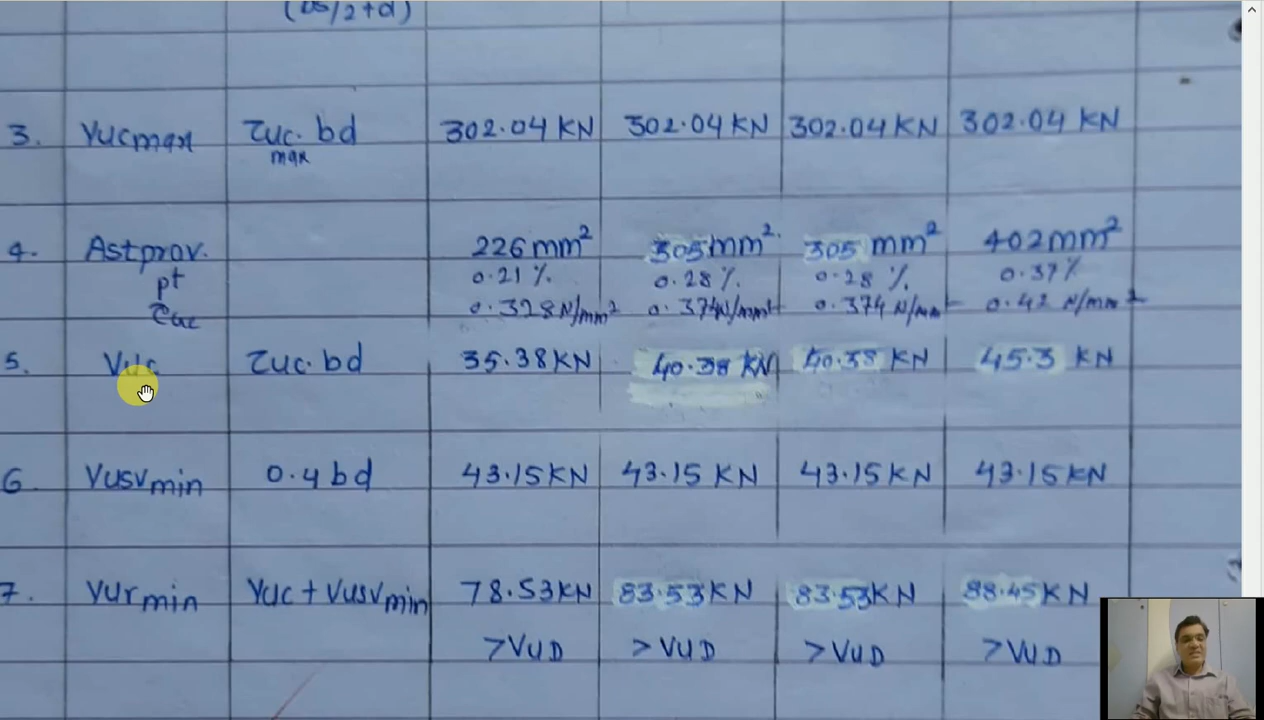 (bs/2+d)
3. Vucmax τuc. bd 302.04 KN 302.04 KN 302.04 KN 302.04 KN
max
4. Astprov. 226 mm² 305 mm². 305 mm² 402 mm²
pt 0.21 %. 0.28 %. 0.28 %. 0.37 %
τuc 0.328 N/mm² 0.374 N/mm² 0.374 N/mm² 0.42 N/mm²
5. Vuc τuc. bd 35.38 KN 40.38 KN 40.38 KN 45.3 KN
6. Vusvmin 0.4 bd 43.15 KN 43.15 KN 43.15 KN 43.15 KN
7. Vurmin Vuc + Vusvmin 78.53 KN 83.53 KN 83.53 KN 88.45 KN
>VUD >VUD >VUD >VUD